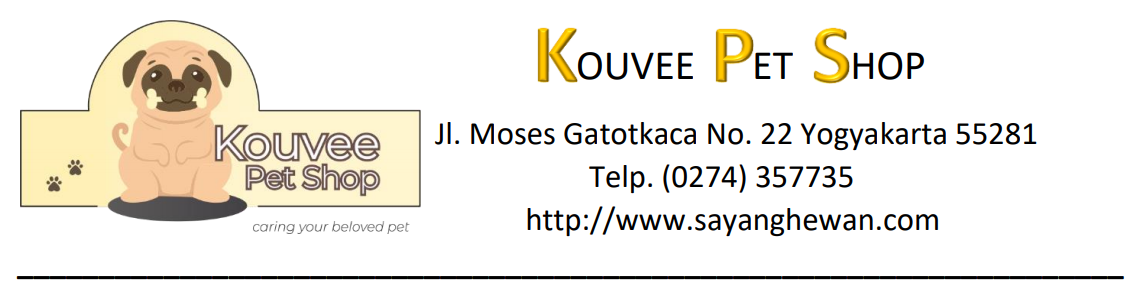 Kouvee
Pet Shop
caring your beloved pet
KOUVEE PET SHOP
Jl. Moses Gatotkaca No. 22 Yogyakarta 55281
Telp. (0274) 357735
http://www.sayanghewan.com